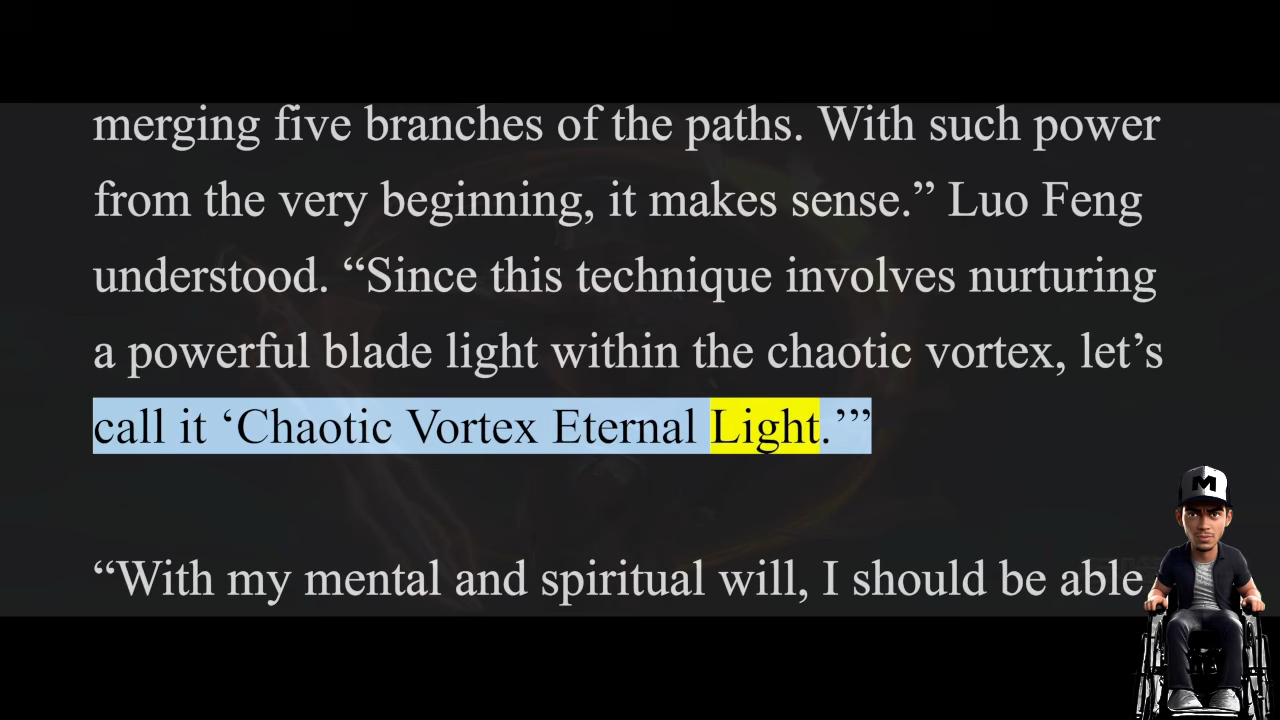 merging five branches of the paths. With such power
from the very beginning, it makes sense.” Luo Feng
understood. “Since this technique involves nurturing
a powerful blade light within the chaotic vortex, let’s
call it ‘Chaotic Vortex Eternal Light.’”
“With my mental and spiritual will, I should be able
M